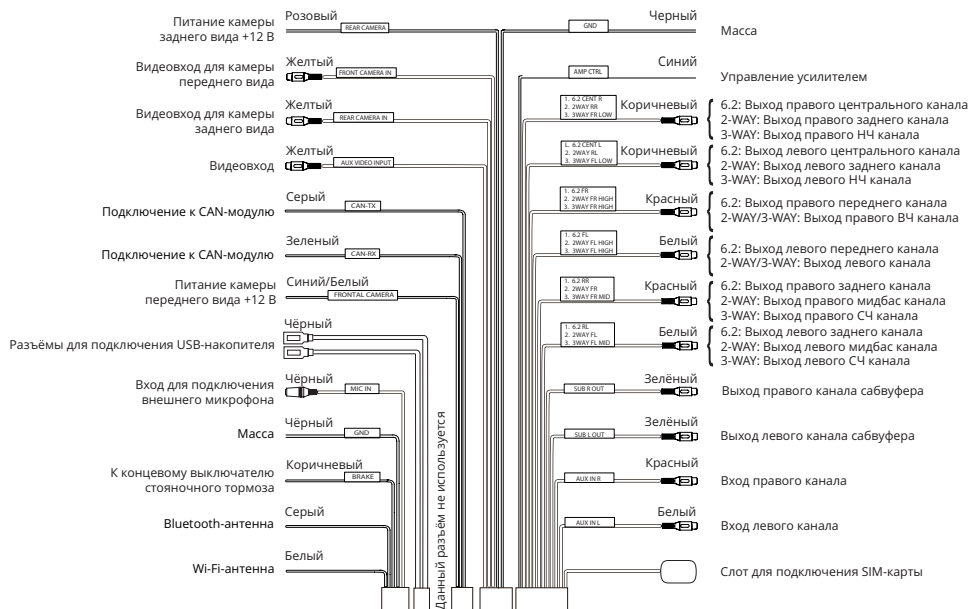 Питание камеры
заднего вида +12 В
Розовый
REAR CAMERA
Видеовход для камеры
переднего вида
Желтый
FRONT CAMERA IN
Видеовход для камеры
заднего вида
Желтый
REAR CAMERA IN
Видеовход
Желтый
AUX VIDEO INPUT
Подключение к CAN-модулю
Серый
CAN-TX
Подключение к CAN-модулю
Зеленый
CAN-RX
Питание камеры
переднего вида +12 В
Синий/Белый
FRONTAL CAMERA
Разъёмы для подключения USB-накопителя
Чёрный
Вход для подключения
внешнего микрофона
Чёрный
MIC IN
Масса
Чёрный
GND
К концевому выключателю
стояночного тормоза
Коричневый
BRAKE
Bluetooth-антенна
Серый
Wi-Fi-антенна
Белый
Данный разъём не используется
GND
Черный
Масса
AMP CTRL
Синий
Управление усилителем
1. 6.2 CENT R
2. 2WAY RR
3. 3WAY FR LOW
Коричневый
6.2: Выход правого центрального канала
2-WAY: Выход правого заднего канала
3-WAY: Выход правого НЧ канала
L. 6.2 CENT L
2. 2WAY RL
3. 3WAY FL LOW
Коричневый
6.2: Выход левого центрального канала
2-WAY: Выход левого заднего канала
3-WAY: Выход левого НЧ канала
1. 6.2 FR
2. 2WAY FR HIGH
3. 3WAY FR HIGH
Красный
6.2: Выход правого переднего канала
2-WAY/3-WAY: Выход правого ВЧ канала
1. 6.2 FL
2. 2WAY FL HIGH
3. 3WAY FL HIGH
Белый
6.2: Выход левого переднего канала
2-WAY/3-WAY: Выход левого канала
1. 6.2 RR
2. 2WAY FR
3. 3WAY FR MID
Красный
6.2: Выход правого заднего канала
2-WAY: Выход правого мидбас канала
3-WAY: Выход правого СЧ канала
1. 6.2 RL
2. 2WAY FL
3. 3WAY FL MID
Белый
6.2: Выход левого заднего канала
2-WAY: Выход левого мидбас канала
3-WAY: Выход левого СЧ канала
SUB R OUT
Зелёный
Выход правого канала сабвуфера
SUB L OUT
Зелёный
Выход левого канала сабвуфера
AUX IN R
Красный
Вход правого канала
AUX IN L
Белый
Вход левого канала
Слот для подключения SIM-карты